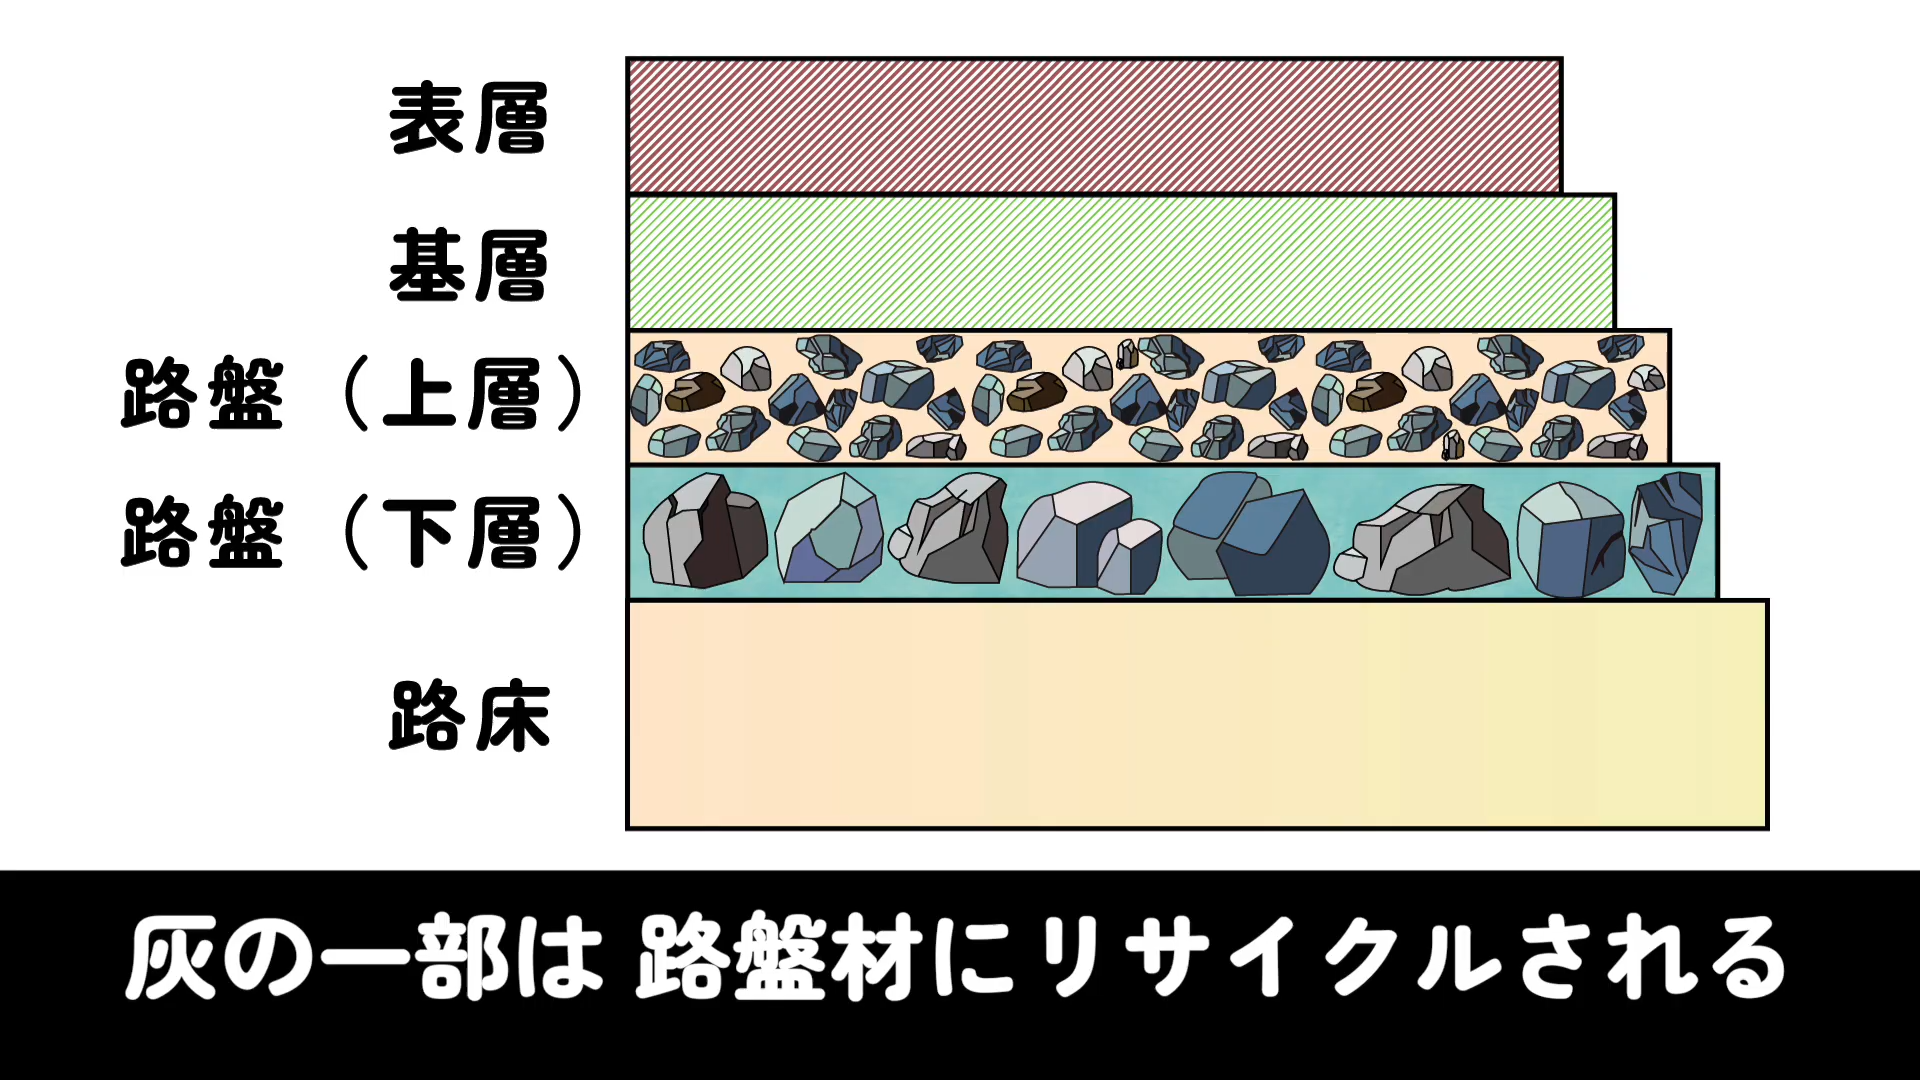 表層
基層
路盤（上層）
路盤（下層）
路床
灰の一部は 路盤材にリサイクルされる